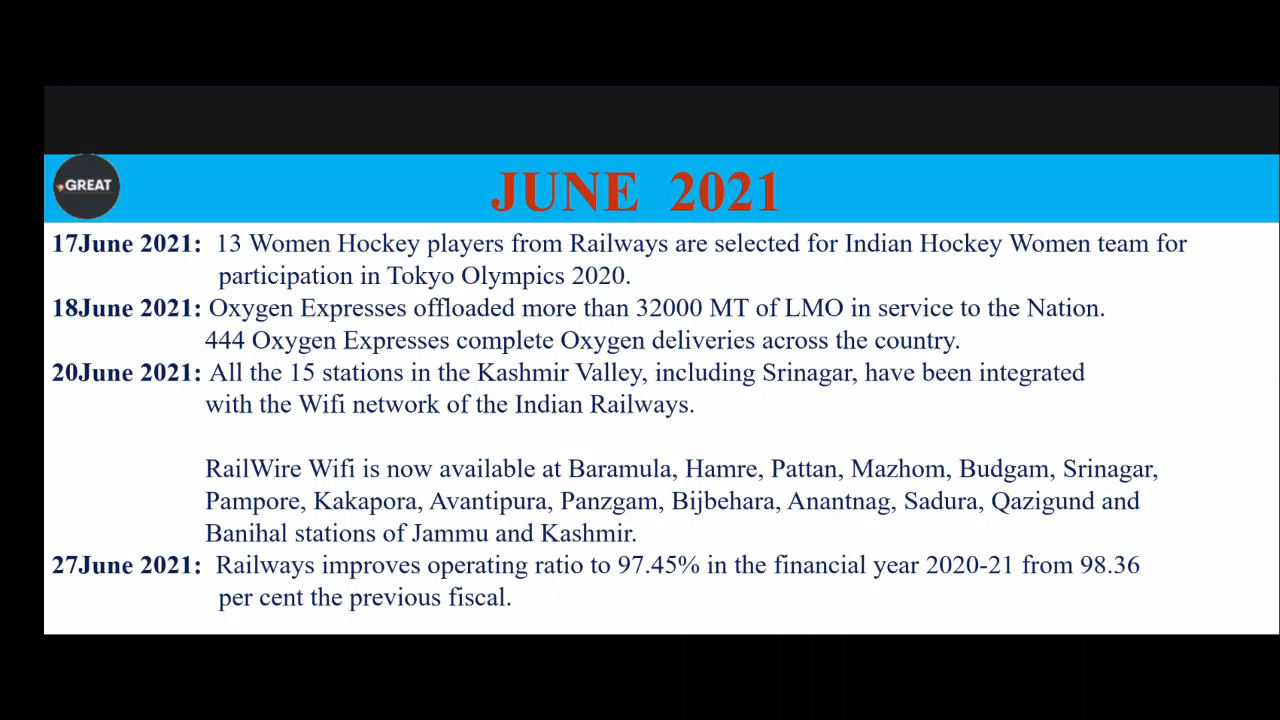 GREAT
JUNE 2021
17June 2021: 13 Women Hockey players from Railways are selected for Indian Hockey Women team for
participation in Tokyo Olympics 2020.
18June 2021: Oxygen Expresses offloaded more than 32000 MT of LMO in service to the Nation.
444 Oxygen Expresses complete Oxygen deliveries across the country.
20June 2021: All the 15 stations in the Kashmir Valley, including Srinagar, have been integrated
with the Wifi network of the Indian Railways.
RailWire Wifi is now available at Baramula, Hamre, Pattan, Mazhom, Budgam, Srinagar,
Pampore, Kakapora, Avantipura, Panzgam, Bijbehara, Anantnag, Sadura, Qazigund and
Banihal stations of Jammu and Kashmir.
27June 2021: Railways improves operating ratio to 97.45% in the financial year 2020-21 from 98.36
per cent the previous fiscal.